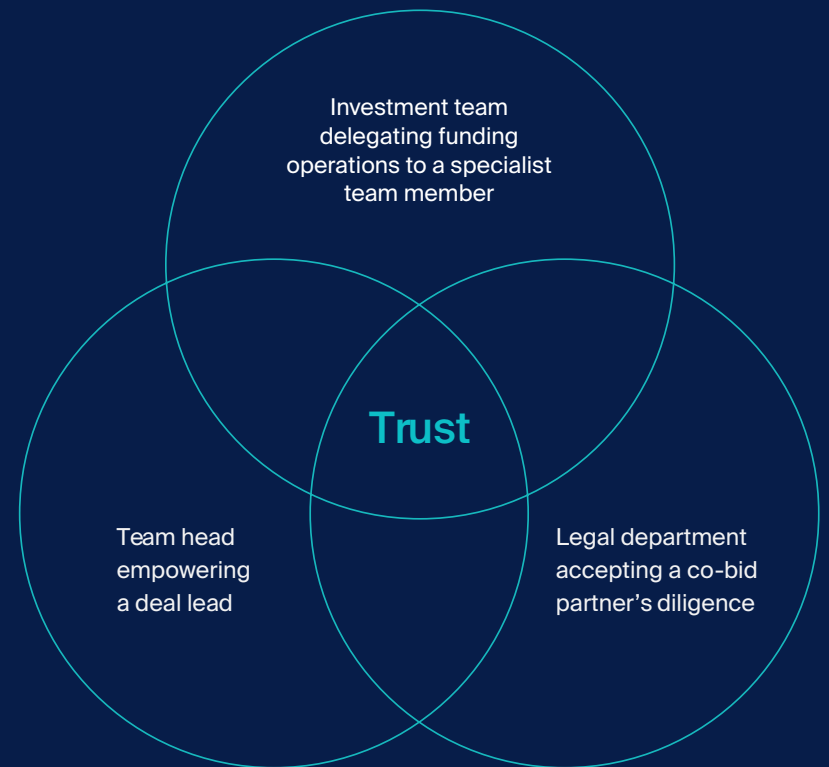 Investment team
delegating funding
operations to a specialist
team member
Trust
Team head
empowering
a deal lead
Legal department
accepting a co-bid
partner’s diligence